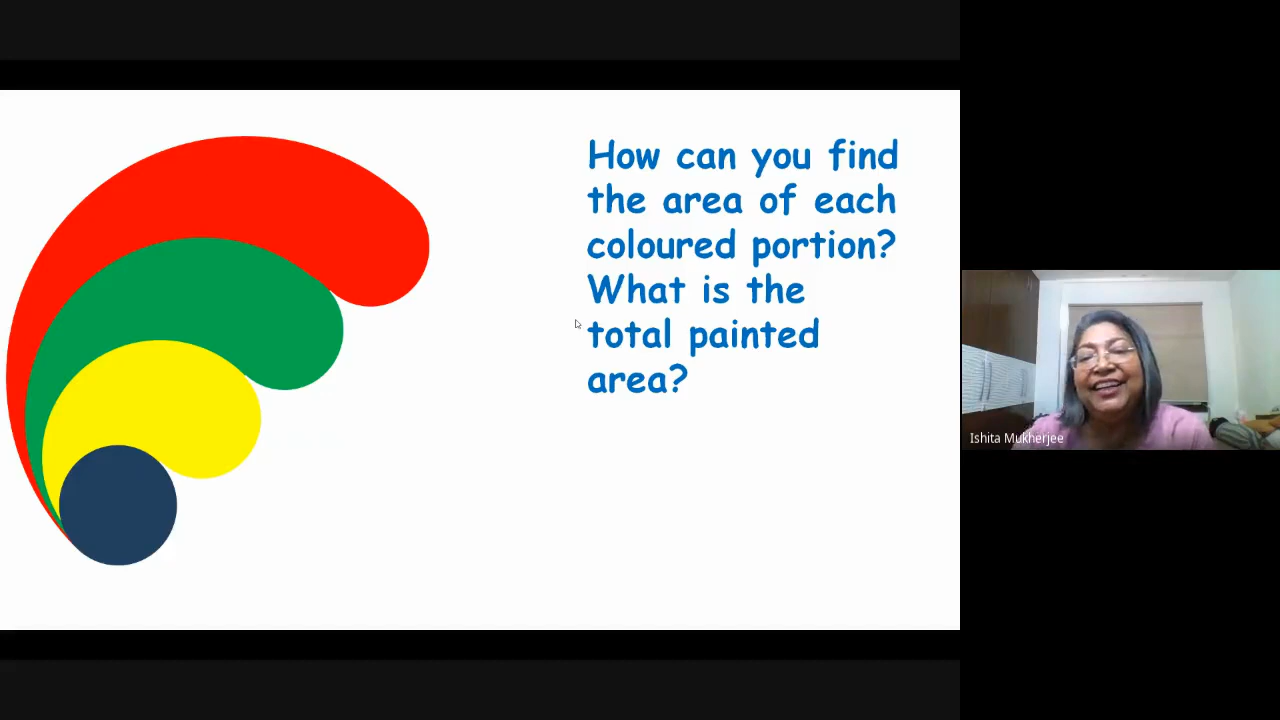 How can you find
the area of each
coloured portion?
What is the
total painted
area?
Ishita Mukherjee